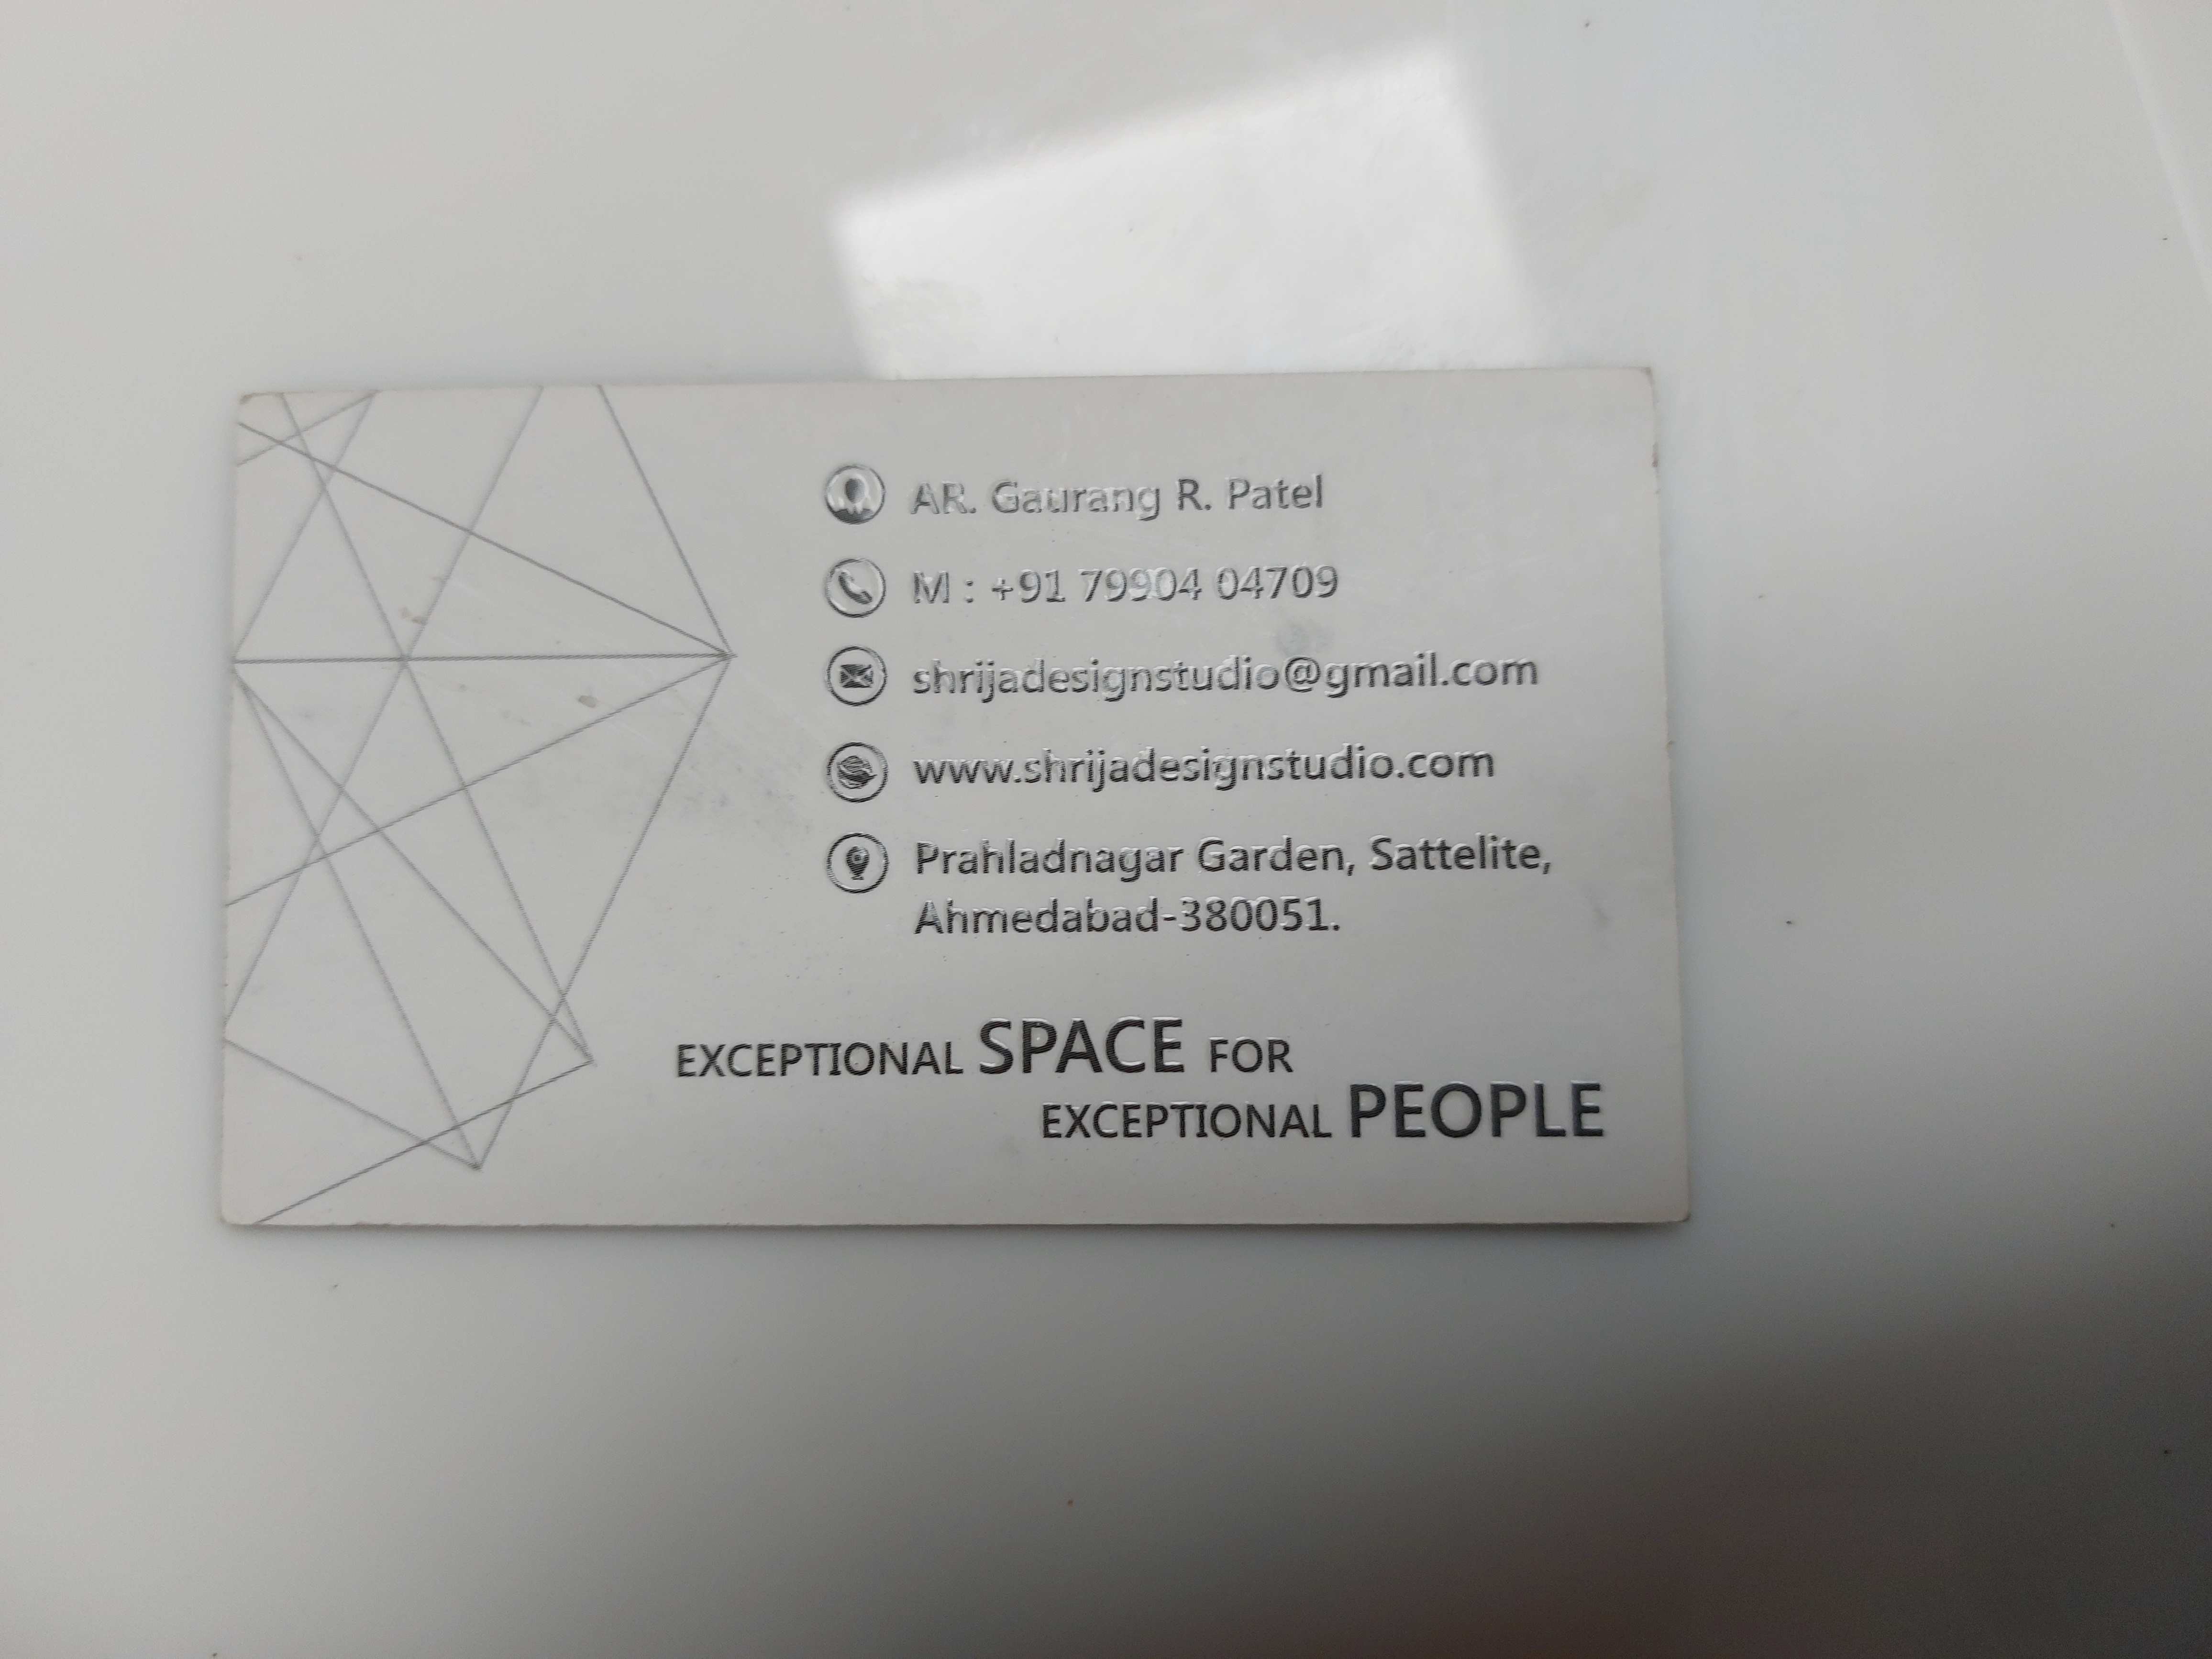 AR. Gaurang R. Patel
M : +91 79904 04709
shrijadesignstudio@gmail.com
www.shrijadesignstudio.com
Prahladnagar Garden, Sattelite,
Ahmedabad-380051.
EXCEPTIONAL SPACE FOR
EXCEPTIONAL PEOPLE